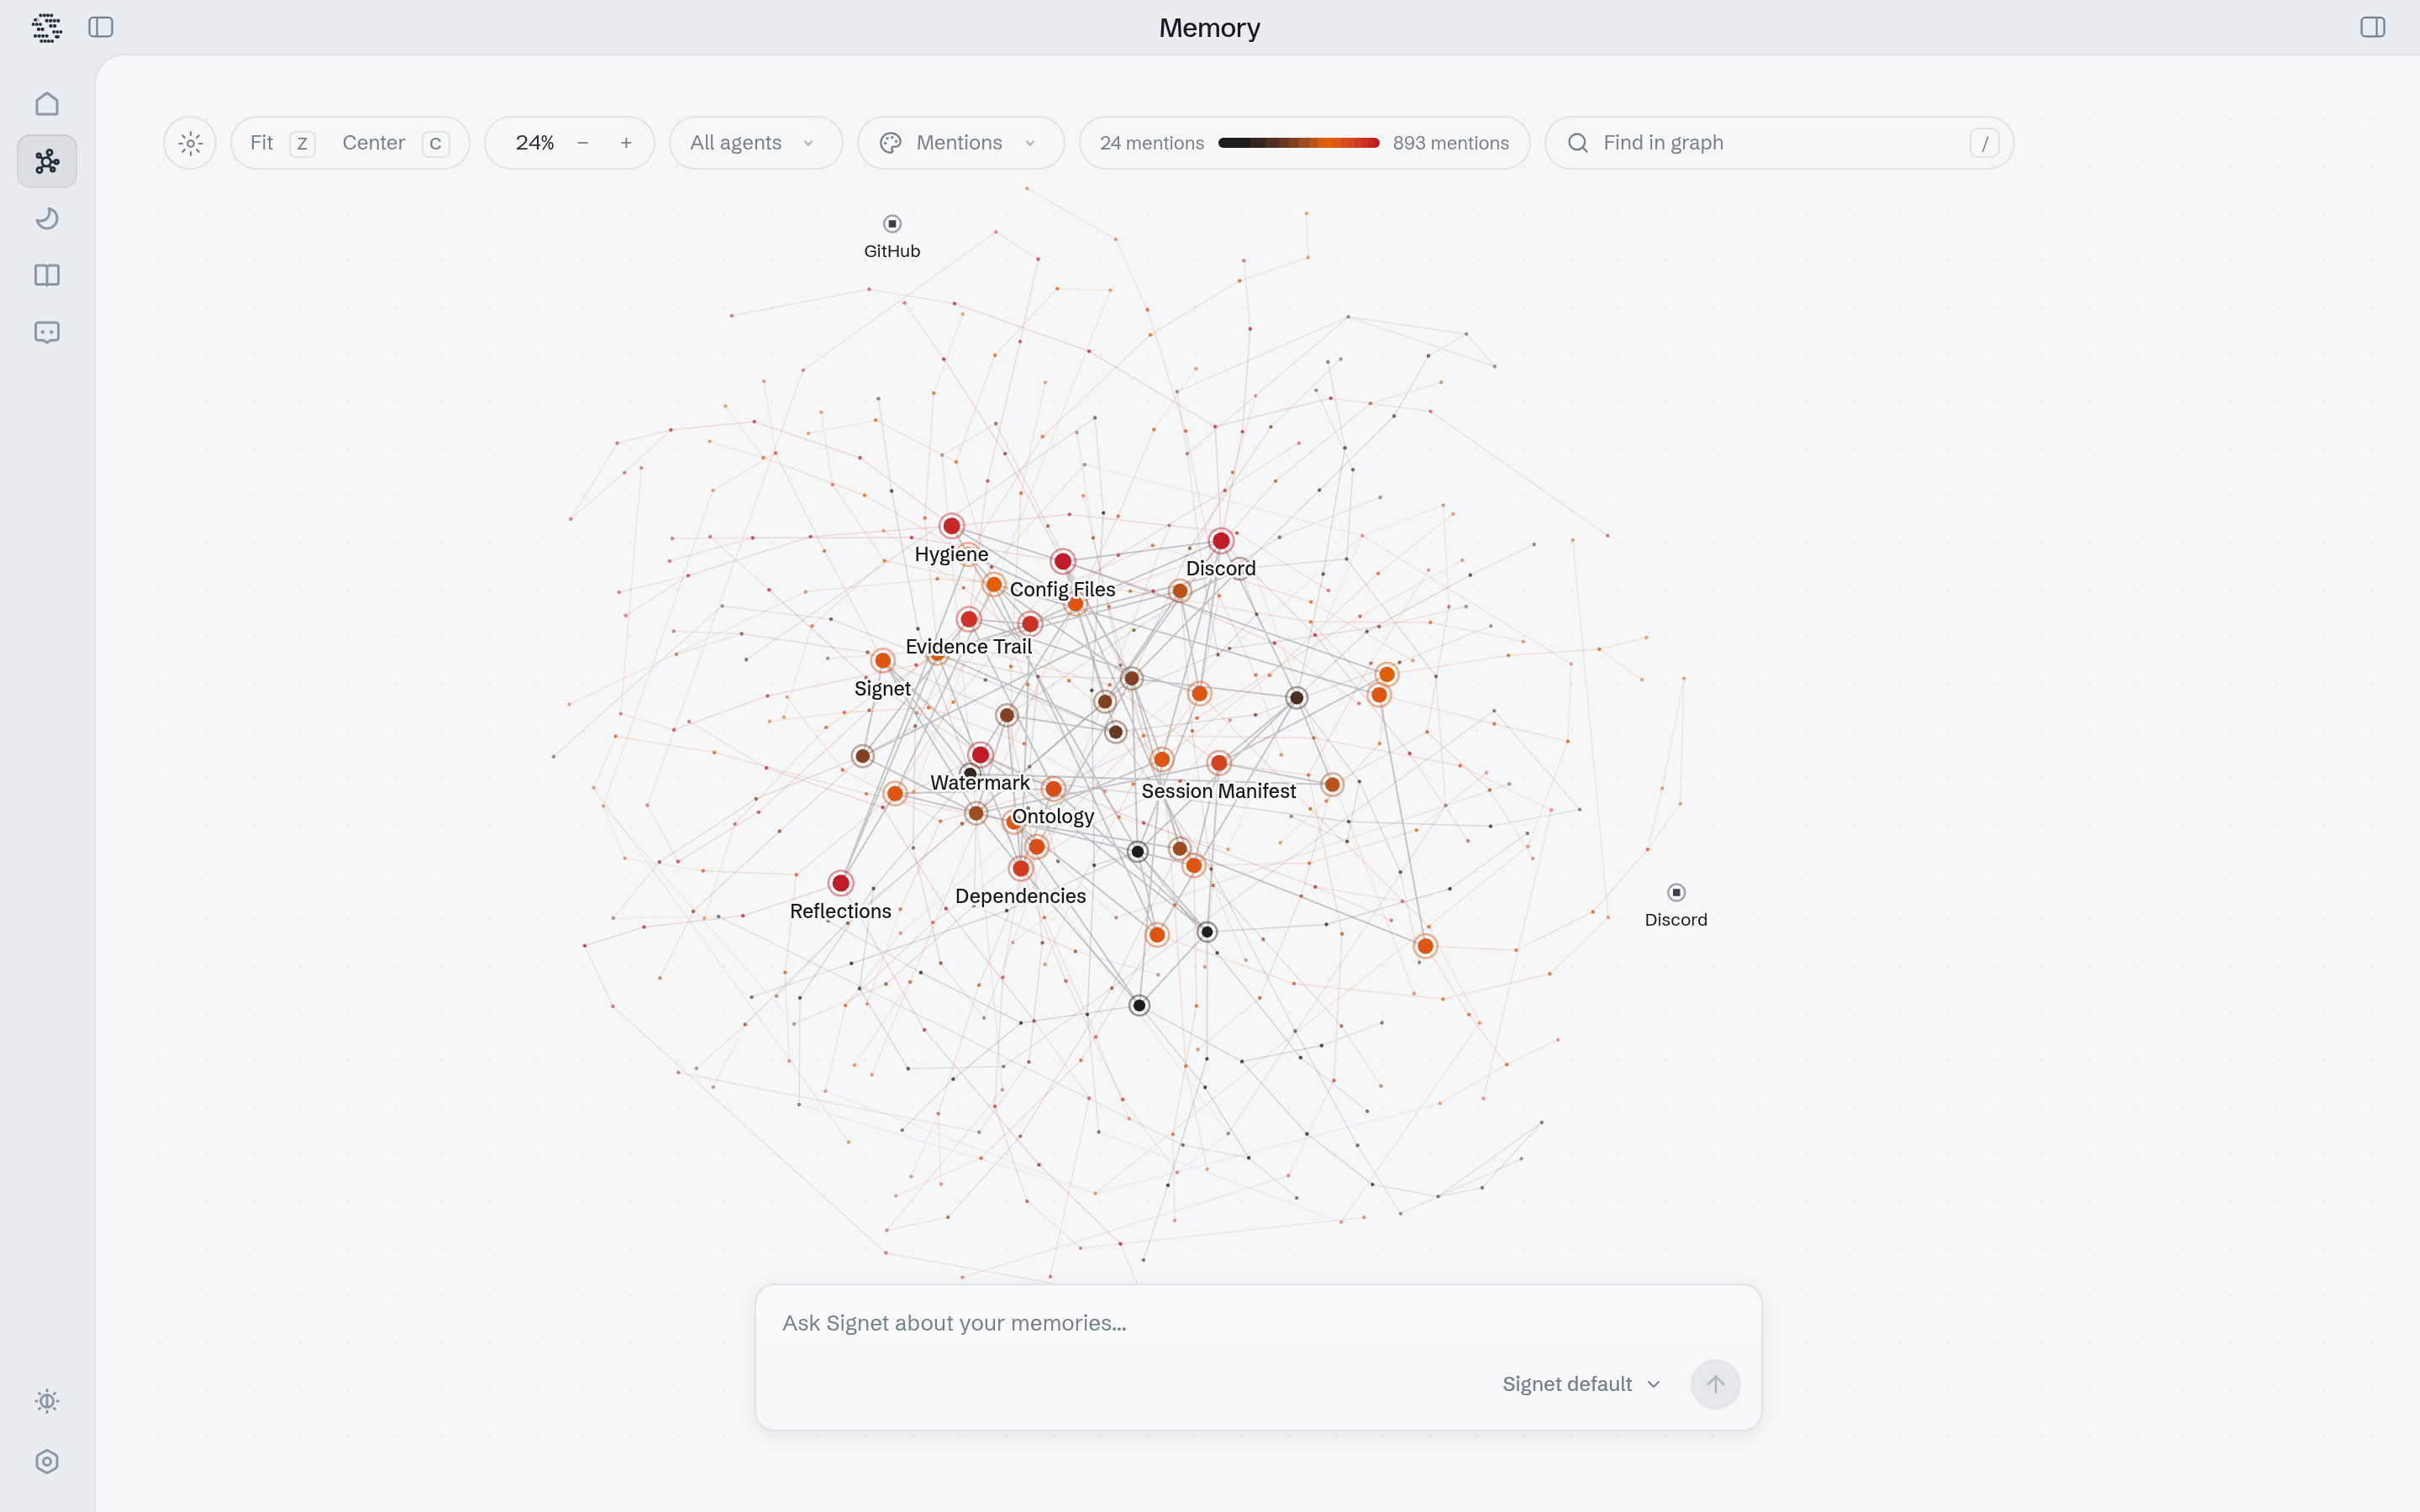 Memory
Fit Z Center C
24% − +
All agents
Mentions
24 mentions 893 mentions
Find in graph /
GitHub
Hygiene
Discord
Config Files
Evidence Trail
Signet
Watermark
Session Manifest
Ontology
Dependencies
Reflections
Discord
Ask Signet about your memories...
Signet default